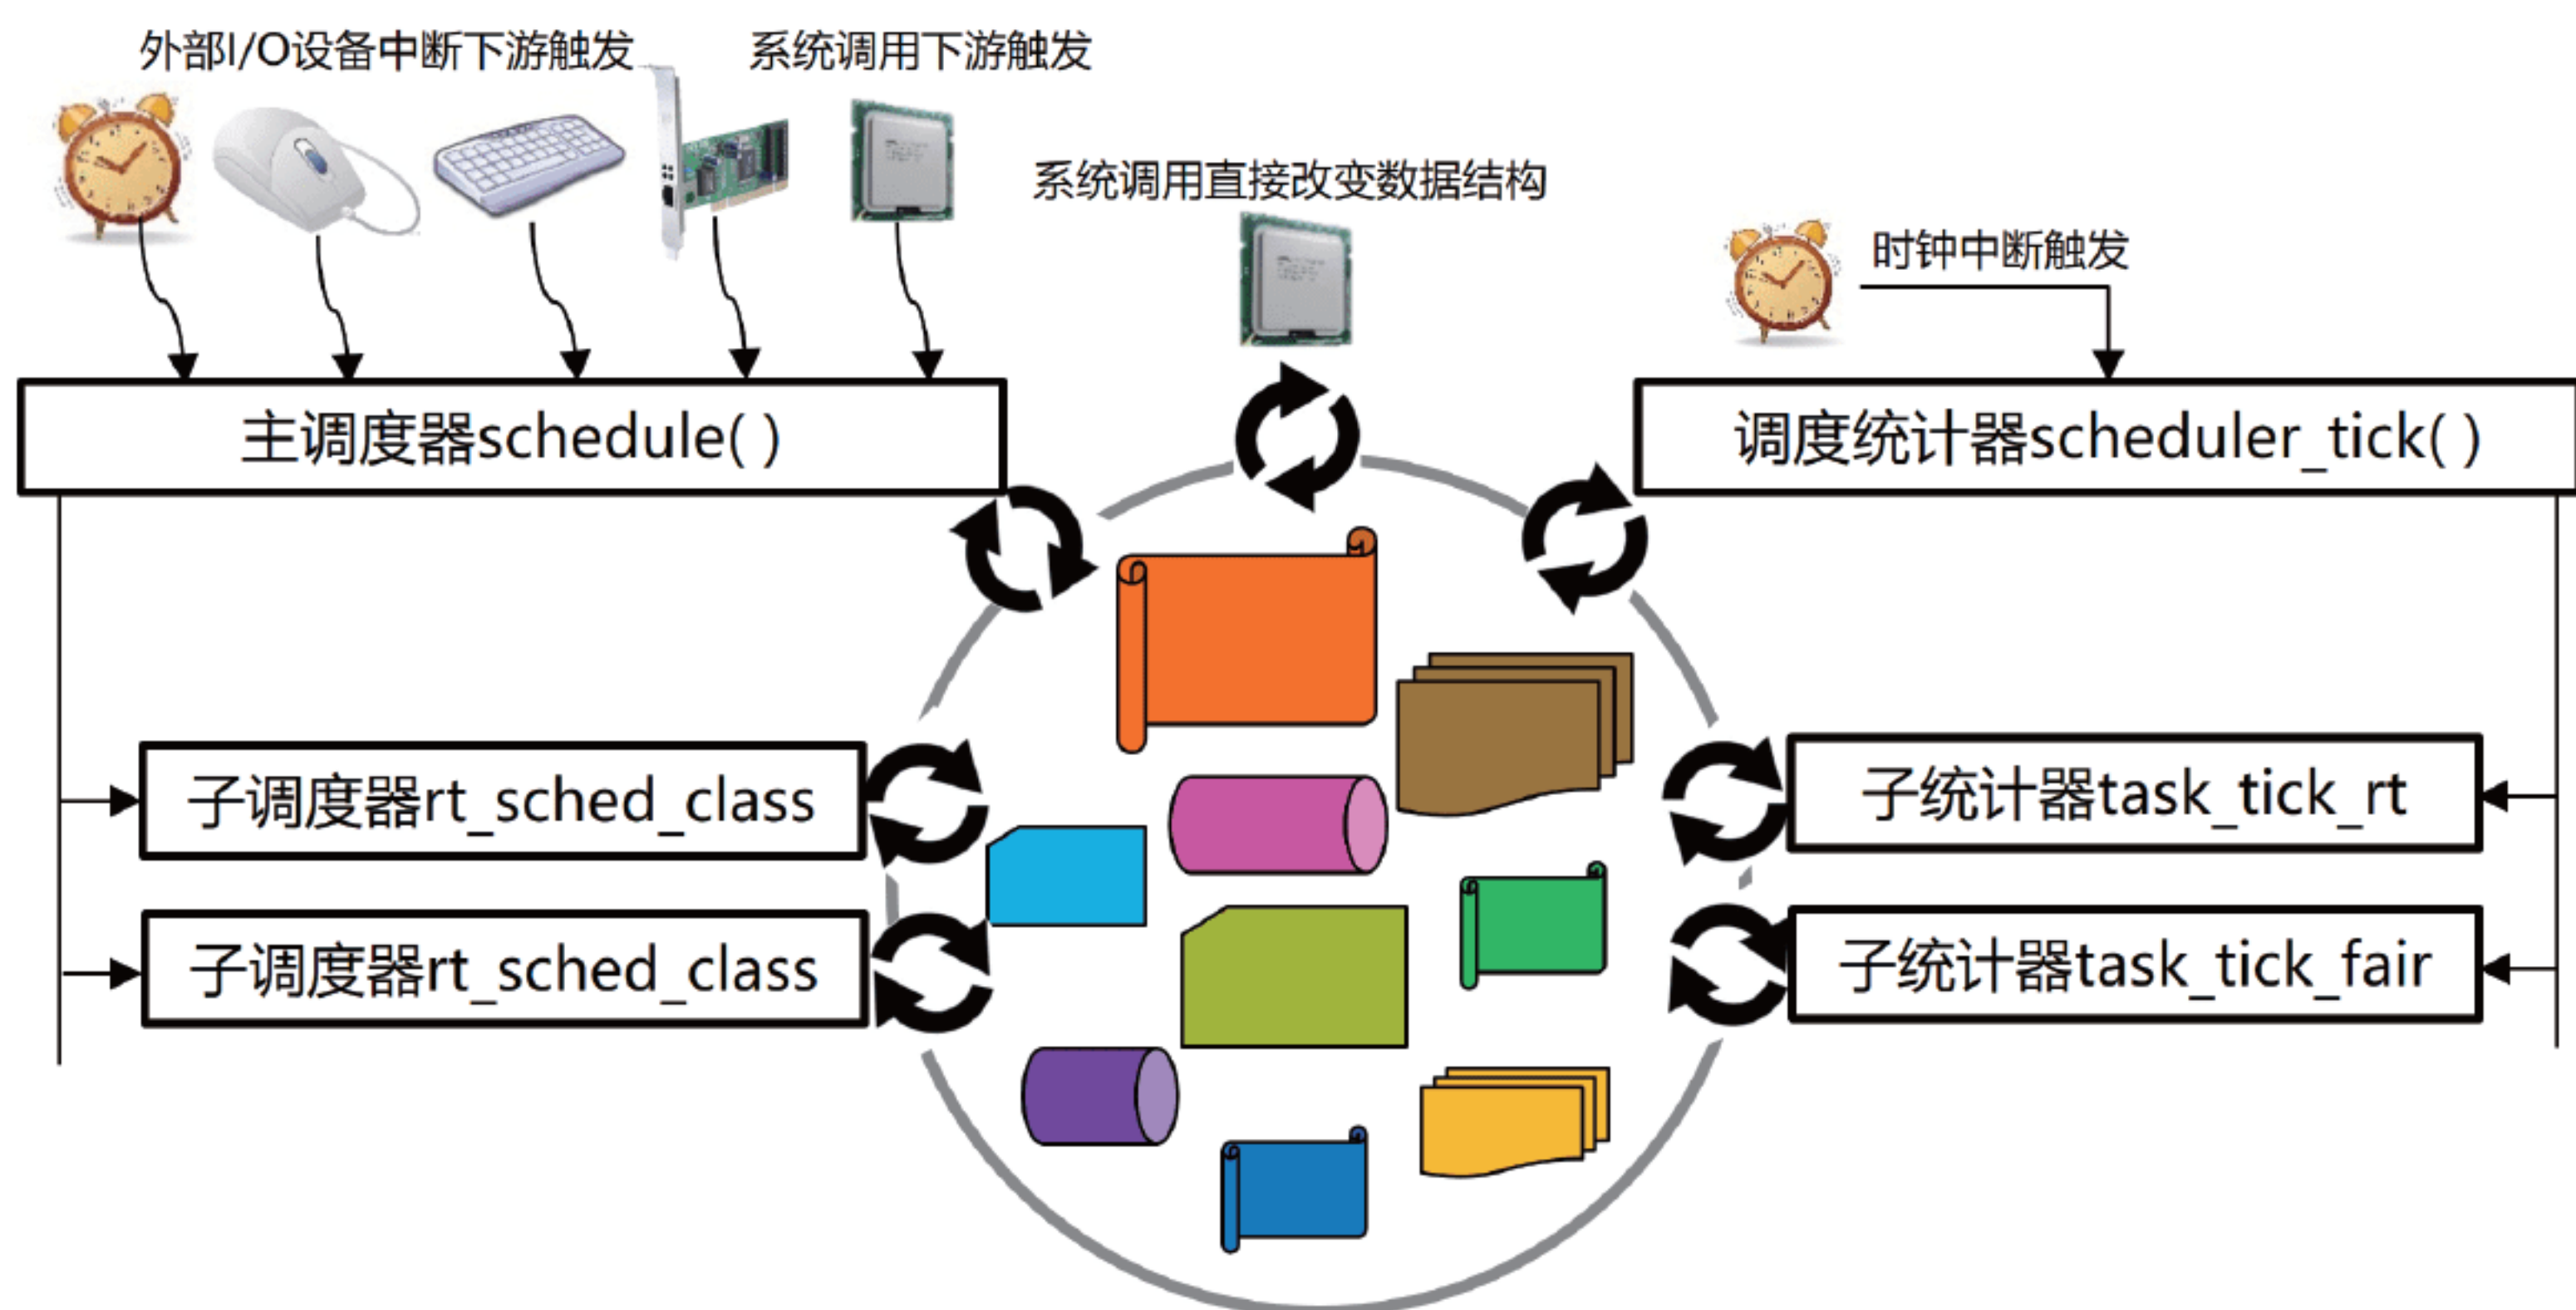 外部I/O设备中断下游触发
系统调用下游触发
系统调用直接改变数据结构
时钟中断触发
主调度器schedule( )
调度统计器scheduler_tick( )
子调度器rt_sched_class
子统计器task_tick_rt
子调度器rt_sched_class
子统计器task_tick_fair